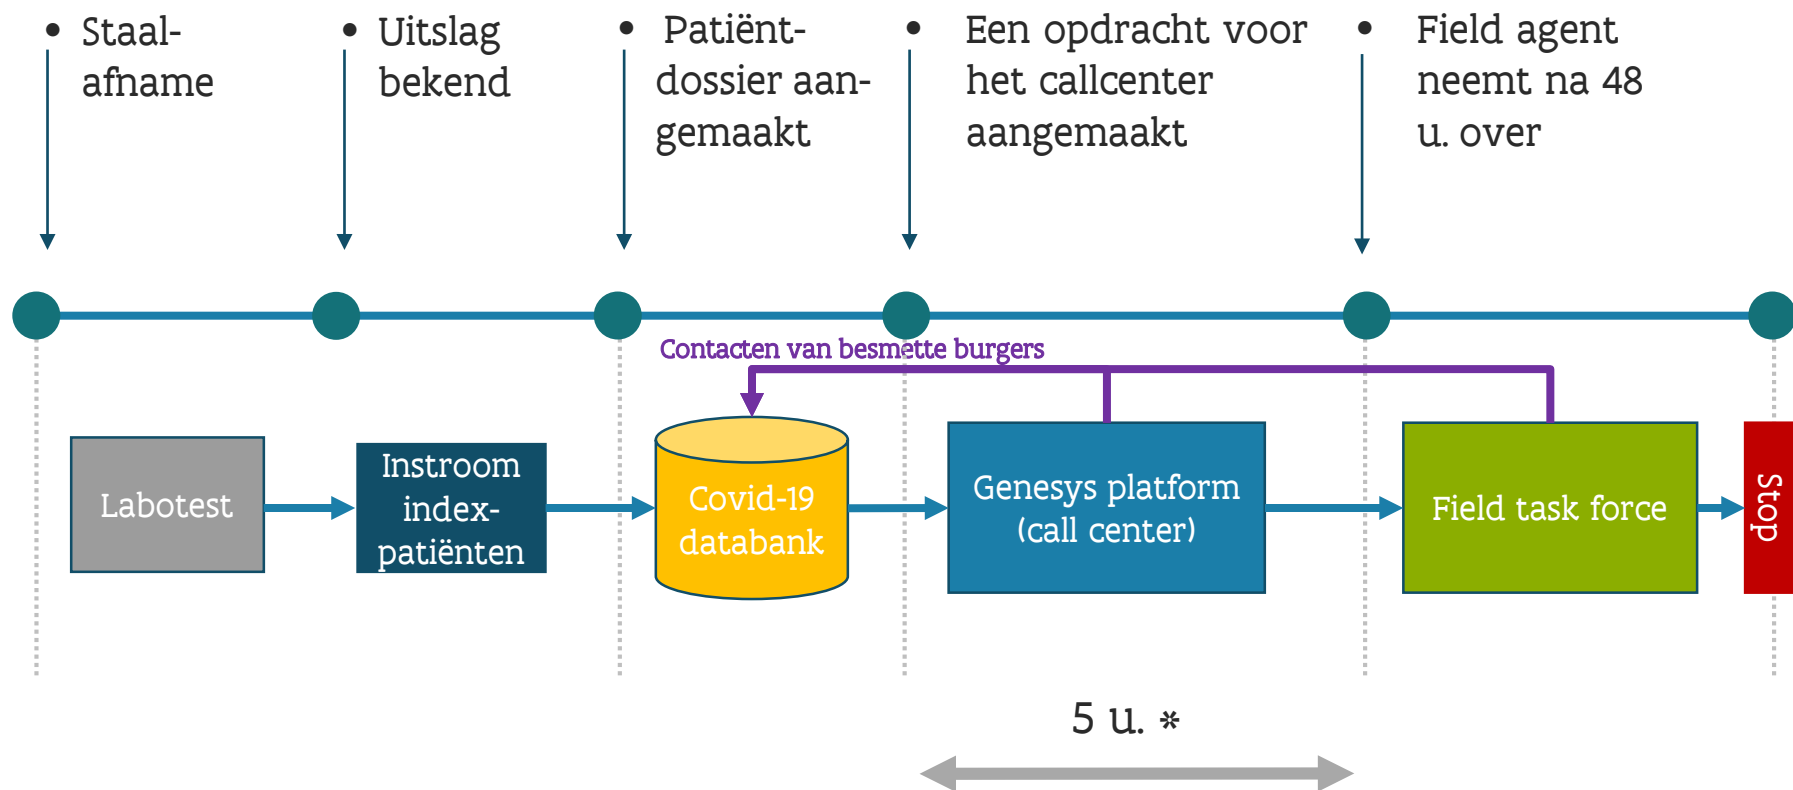 • Staal-
afname
• Uitslag
bekend
• Patiënt-
dossier aan-
gemaakt
• Een opdracht voor
het callcenter
aangemaakt
• Field agent
neemt na 48
u. over
Contacten van besmette burgers
Labotest
Instroom
index-
patiënten
Covid-19
databank
Genesys platform
(call center)
Field task force
Stop
5 u. *